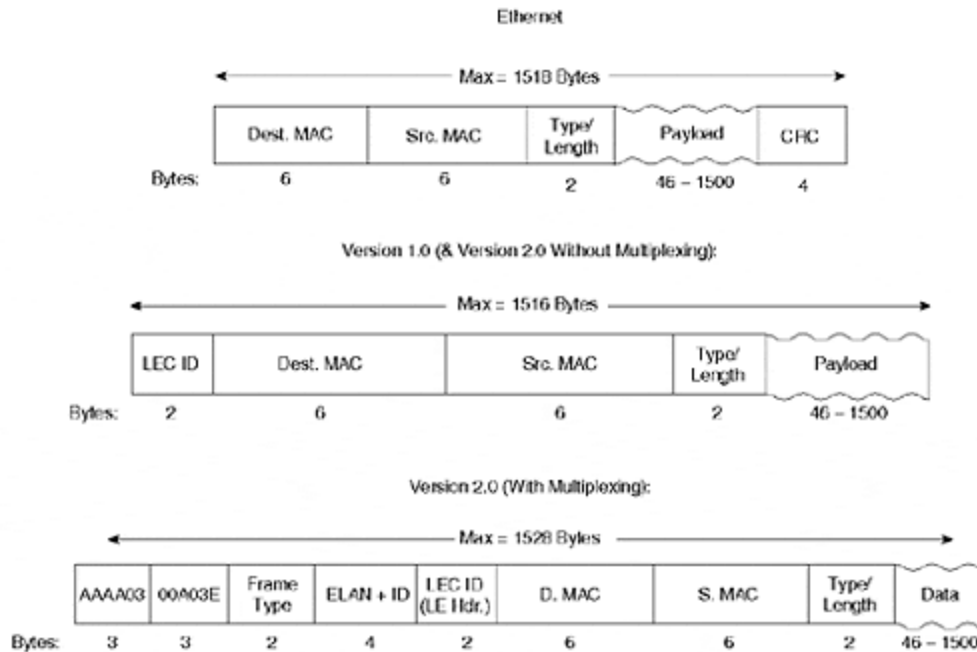 Ethernet
Max = 1518 Bytes
Dest. MAC Src. MAC Type/ Length Payload CRC
Bytes: 6 6 2 46 – 1500 4
Version 1.0 (& Version 2.0 Without Multiplexing):
Max = 1516 Bytes
LEC ID Dest. MAC Src. MAC Type/ Length Payload
Bytes: 2 6 6 2 46 – 1500
Version 2.0 (With Multiplexing):
Max = 1528 Bytes
AAAA03 00A03E Frame Type ELAN + ID LEC ID (LE Hdr.) D. MAC S. MAC Type/ Length Data
Bytes: 3 3 2 4 2 6 6 2 46 – 1500